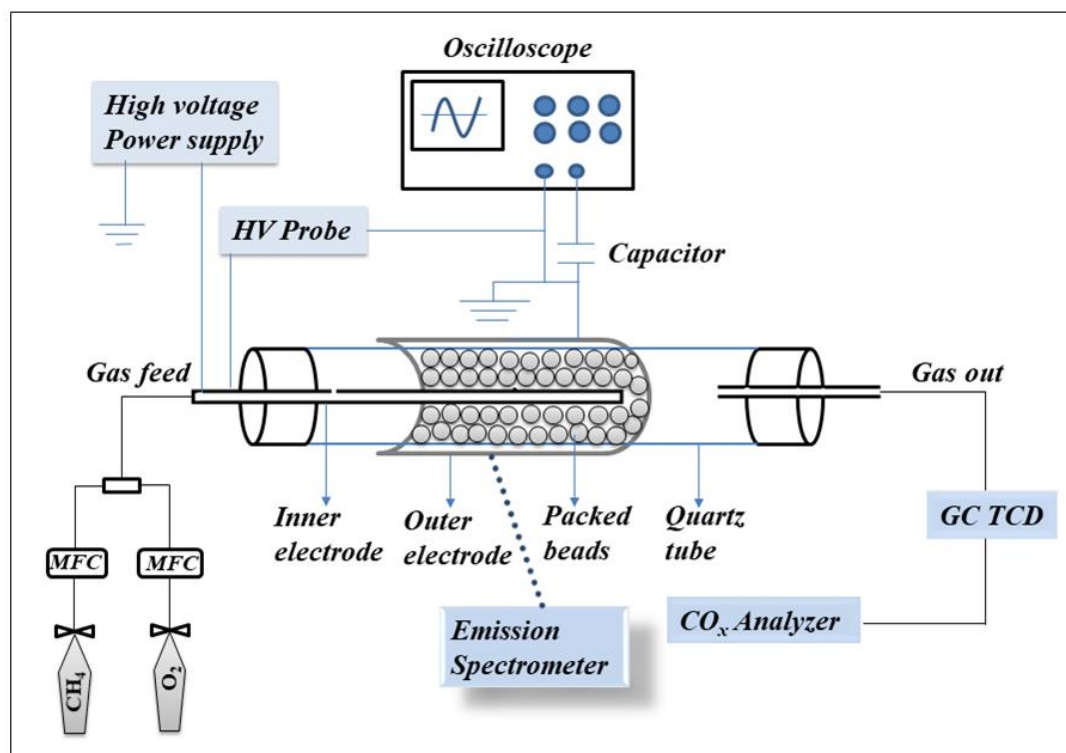 Oscilloscope
High voltage
Power supply
HV Probe
Capacitor
Gas feed
Gas out
Inner
electrode
Outer
electrode
Packed
beads
Quartz
tube
GC TCD
MFC
MFC
COₓ Analyzer
Emission
Spectrometer
CH₄
O₂